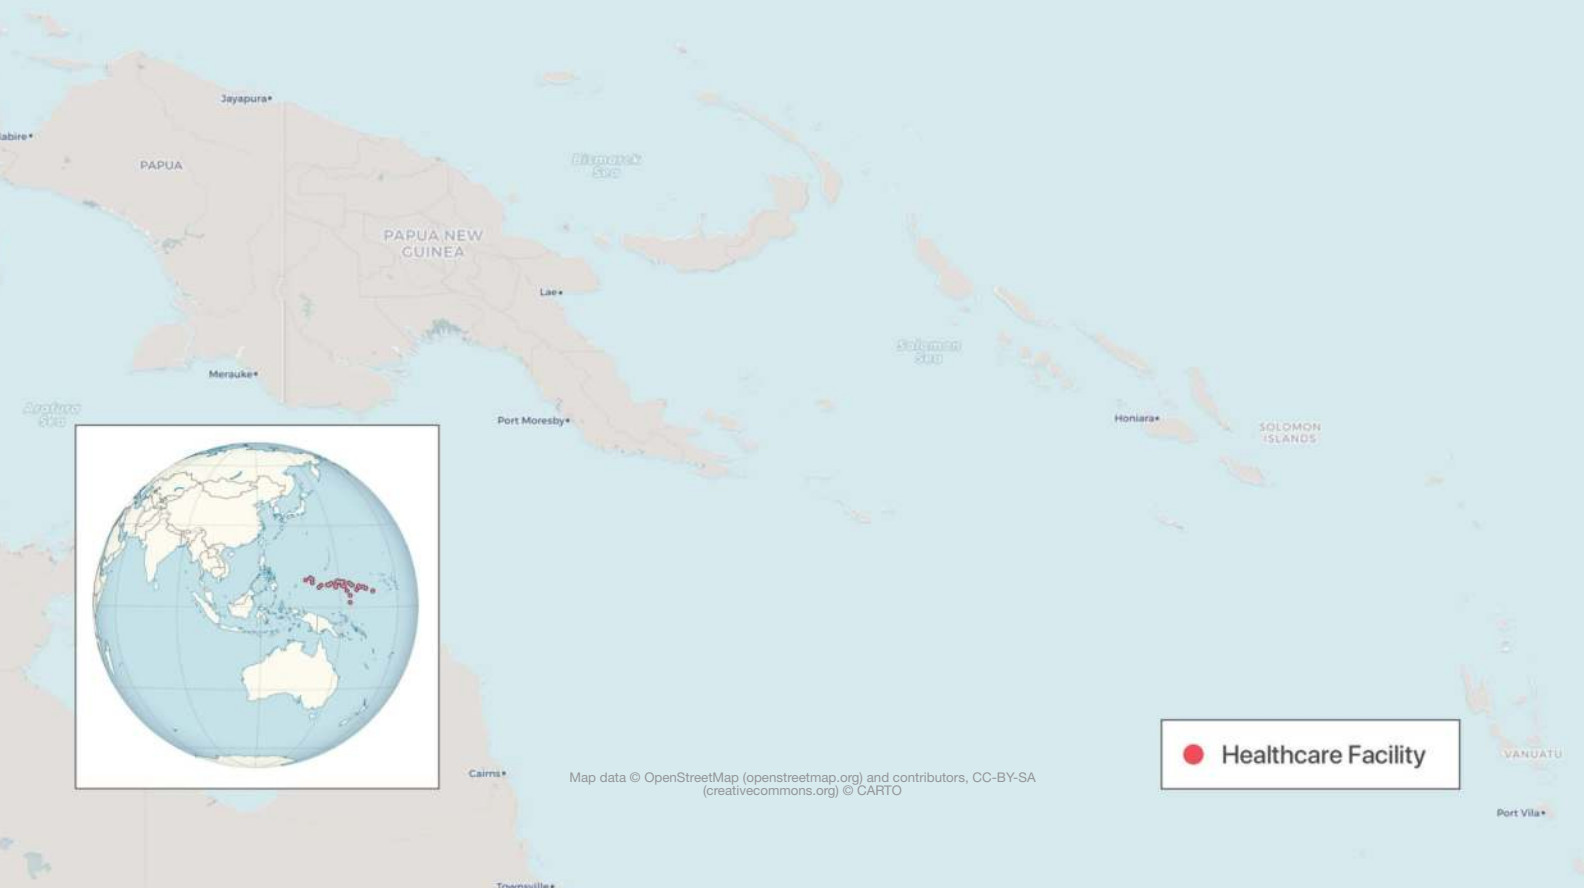 Jayapura
abire
PAPUA
Bismarck
Sea
PAPUA NEW
GUINEA
Lae
Solomon
Sea
Merauke
Arafura
Sea
Port Moresby
Honiara
SOLOMON
ISLANDS
Healthcare Facility
VANUATU
Cairns
Map data © OpenStreetMap (openstreetmap.org) and contributors, CC-BY-SA
(creativecommons.org) © CARTO
Port Vila
Townsville